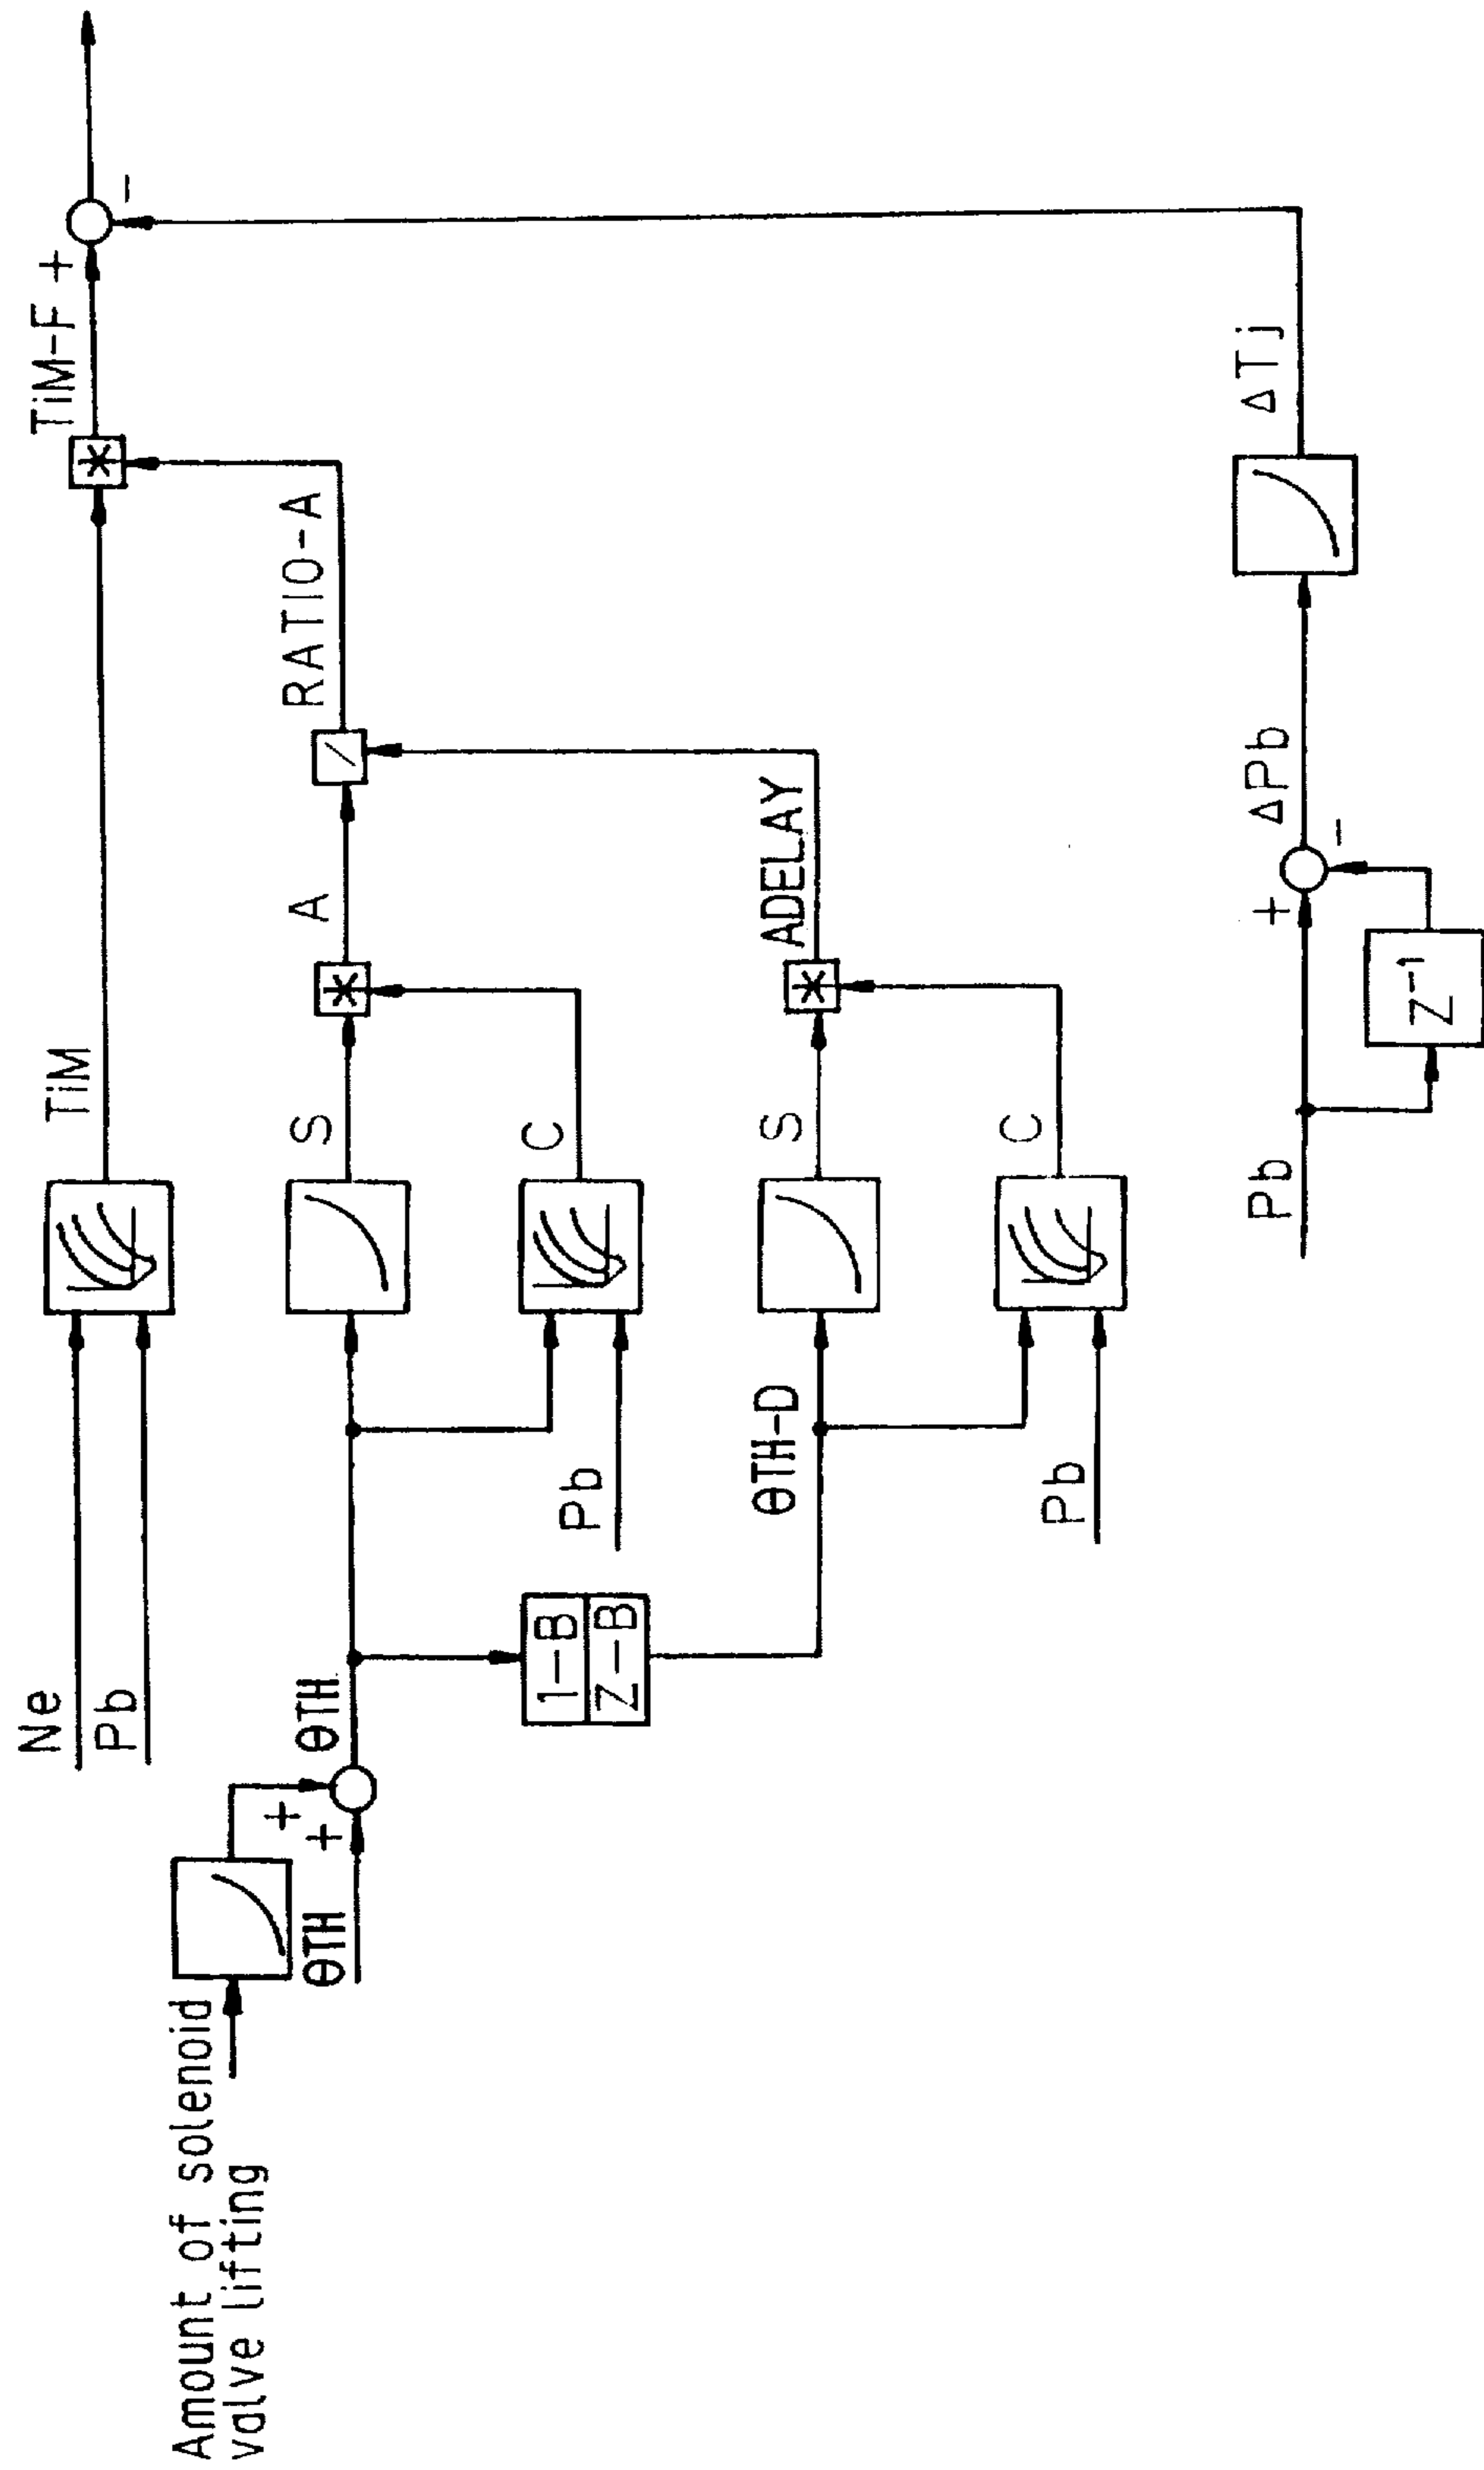 Ne
Pb
TiM
TiM-F +
-
Amount of solenoid
valve lifting
+
+
θTH
θTH
S
*
A
/
RATIO-A
*
Pb
C
1-B
Z-B
θTH-D
S
*
ADELAY
Pb
C
Pb
+
-
Z-1
ΔPb
ΔTj